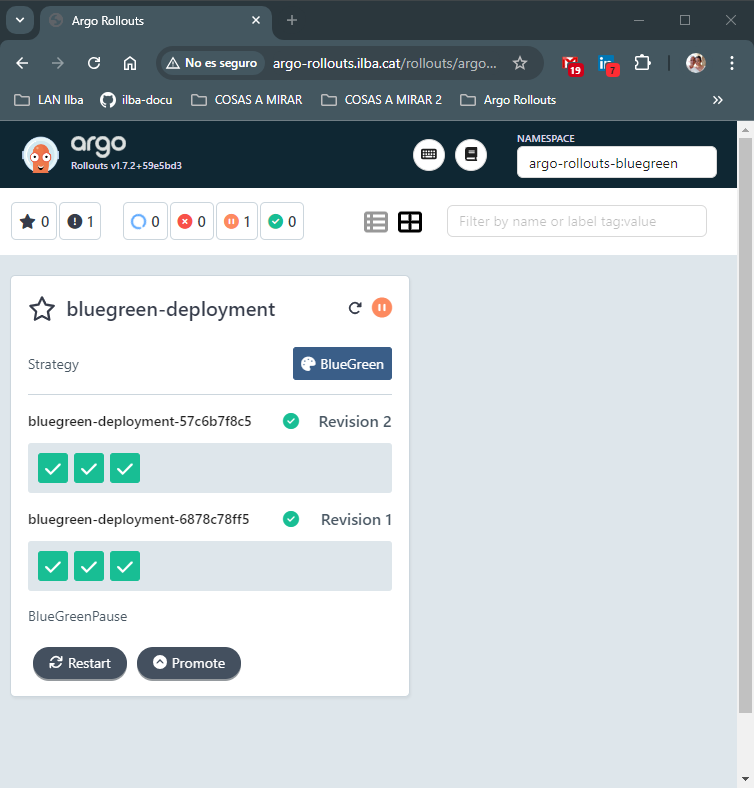 Argo Rollouts
No es seguro
argo-rollouts.ilba.cat/rollouts/argo...
19
7
LAN Ilba
ilba-docu
COSAS A MIRAR
COSAS A MIRAR 2
Argo Rollouts
argo
Rollouts v1.7.2+59e5bd3
NAMESPACE
argo-rollouts-bluegreen
0
1
0
0
1
0
Filter by name or label tag:value
bluegreen-deployment
Strategy
BlueGreen
bluegreen-deployment-57c6b7f8c5
Revision 2
bluegreen-deployment-6878c78ff5
Revision 1
BlueGreenPause
Restart
Promote